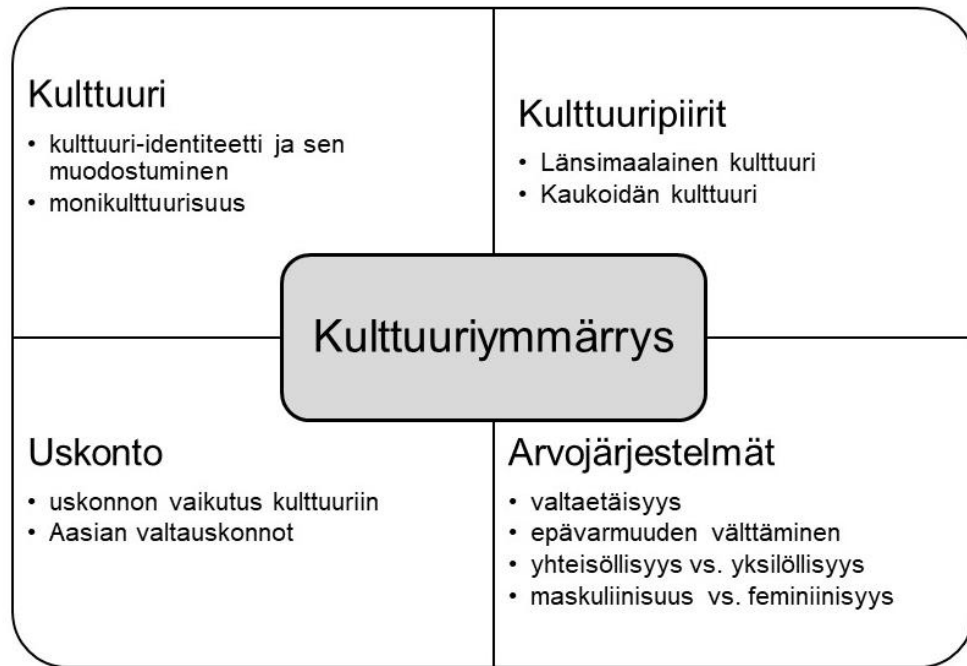 Kulttuuri
• kulttuuri-identiteetti ja sen
muodostuminen
• monikulttuurisuus
Kulttuuripiirit
• Länsimaalainen kulttuuri
• Kaukoidän kulttuuri
Kulttuuriymmärrys
Uskonto
• uskonnon vaikutus kulttuuriin
• Aasian valtauskonnot
Arvojärjestelmät
• valtaetäisyys
• epävarmuuden välttäminen
• yhteisöllisyys vs. yksilöllisyys
• maskuliinisuus vs. feminiinisyys